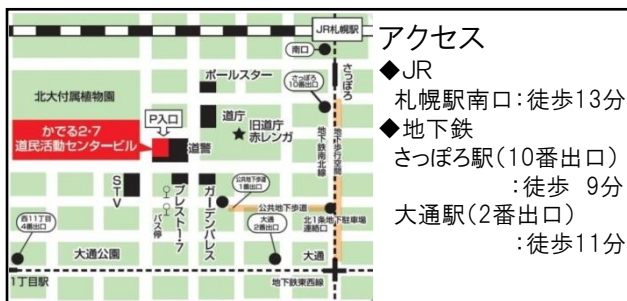 JR札幌駅
南口
ポールスター
さっぽろ
10番出口
さっぽろ
北大付属植物園
P入口
道庁
旧道庁
赤レンガ
かでる2・7
道民活動センタービル
道警
地下鉄南北線
地下歩行空間
STV
バス停
プレスト1・7
ガーデンパレス
公共地下歩道
1番出口
公共地下歩道
北1条地下駐車場
連絡口
西11丁目
4番出口
大通
2番出口
大通公園
大通
1丁目駅
地下鉄東西線
アクセス
◆JR
札幌駅南口:徒歩13分
◆地下鉄
さっぽろ駅(10番出口)
:徒歩 9分
大通駅(2番出口)
:徒歩11分